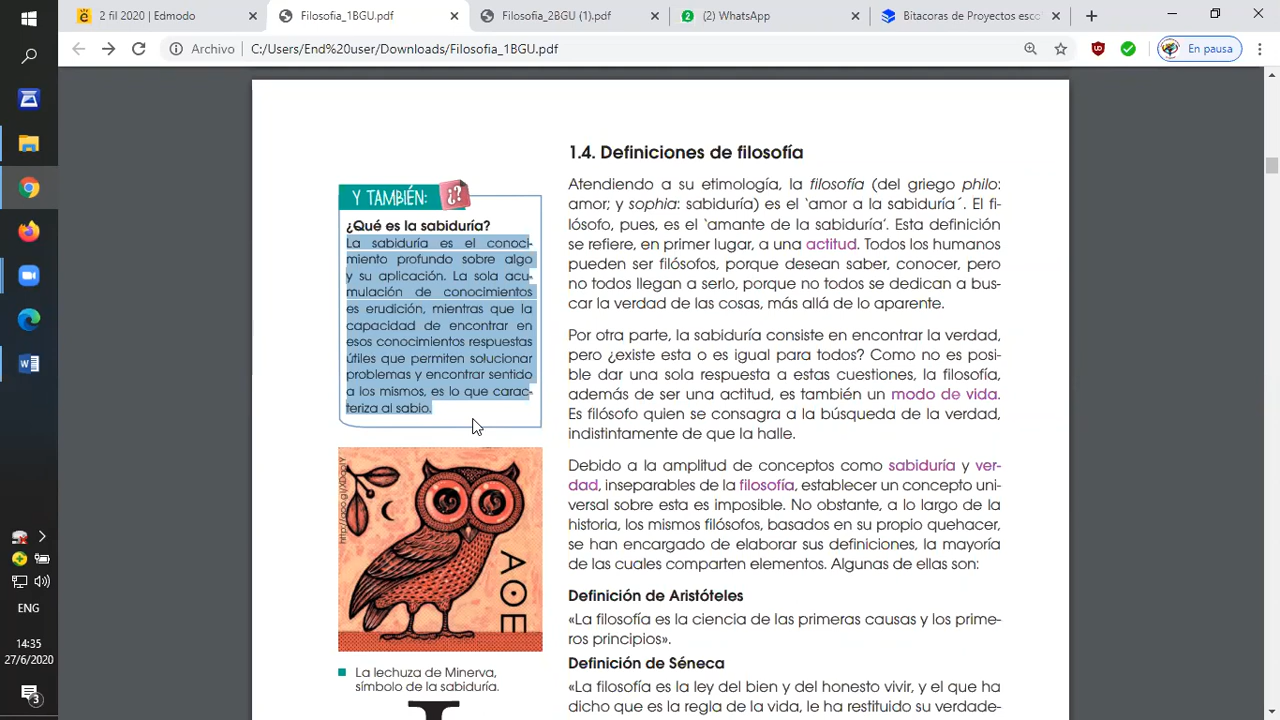 2 fil 2020 | Edmodo
Filosofia_1BGU.pdf
Filosofia_2BGU (1).pdf
(2) WhatsApp
Bitacoras de Proyectos esco
Archivo
C:/Users/End%20user/Downloads/Filosofia_1BGU.pdf
En pausa
Y TAMBIÉN:
¿?
¿Qué es la sabiduría?
La sabiduría es el conoci-
miento profundo sobre algo
y su aplicación. La sola acu-
mulación de conocimientos
es erudición, mientras que la
capacidad de encontrar en
esos conocimientos respuestas
útiles que permiten solucionar
problemas y encontrar sentido
a los mismos, es lo que carac-
teriza al sabio.
http://goo.gl/XDapjY
ΑΘΕ
La lechuza de Minerva,
símbolo de la sabiduría.
1.4. Definiciones de filosofía
Atendiendo a su etimología, la filosofía (del griego philo:
amor; y sophia: sabiduría) es el ‘amor a la sabiduría´. El fi-
lósofo, pues, es el ‘amante de la sabiduría’. Esta definición
se refiere, en primer lugar, a una actitud. Todos los humanos
pueden ser filósofos, porque desean saber, conocer, pero
no todos llegan a serlo, porque no todos se dedican a bus-
car la verdad de las cosas, más allá de lo aparente.
Por otra parte, la sabiduría consiste en encontrar la verdad,
pero ¿existe esta o es igual para todos? Como no es posi-
ble dar una sola respuesta a estas cuestiones, la filosofía,
además de ser una actitud, es también un modo de vida.
Es filósofo quien se consagra a la búsqueda de la verdad,
indistintamente de que la halle.
Debido a la amplitud de conceptos como sabiduría y ver-
dad, inseparables de la filosofía, establecer un concepto uni-
versal sobre esta es imposible. No obstante, a lo largo de la
historia, los mismos filósofos, basados en su propio quehacer,
se han encargado de elaborar sus definiciones, la mayoría
de las cuales comparten elementos. Algunas de ellas son:
Definición de Aristóteles
«La filosofía es la ciencia de las primeras causas y los prime-
ros principios».
Definición de Séneca
«La filosofía es la ley del bien y del honesto vivir, y el que ha
dicho que es la regla de la vida, le ha restituido su verdade-
ENG
14:35
27/6/2020
3